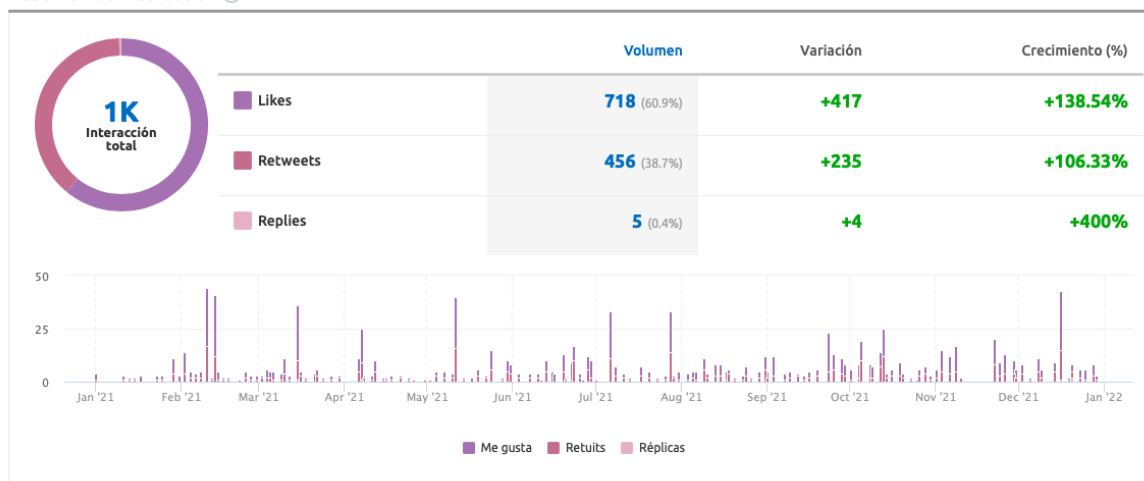 Volumen Variación Crecimiento (%)
1K
Interacción
total
Likes 718 (60.9%) +417 +138.54%
Retweets 456 (38.7%) +235 +106.33%
Replies 5 (0.4%) +4 +400%
50
25
0
Jan '21 Feb '21 Mar '21 Apr '21 May '21 Jun '21 Jul '21 Aug '21 Sep '21 Oct '21 Nov '21 Dec '21 Jan '22
Me gusta Retuits Réplicas